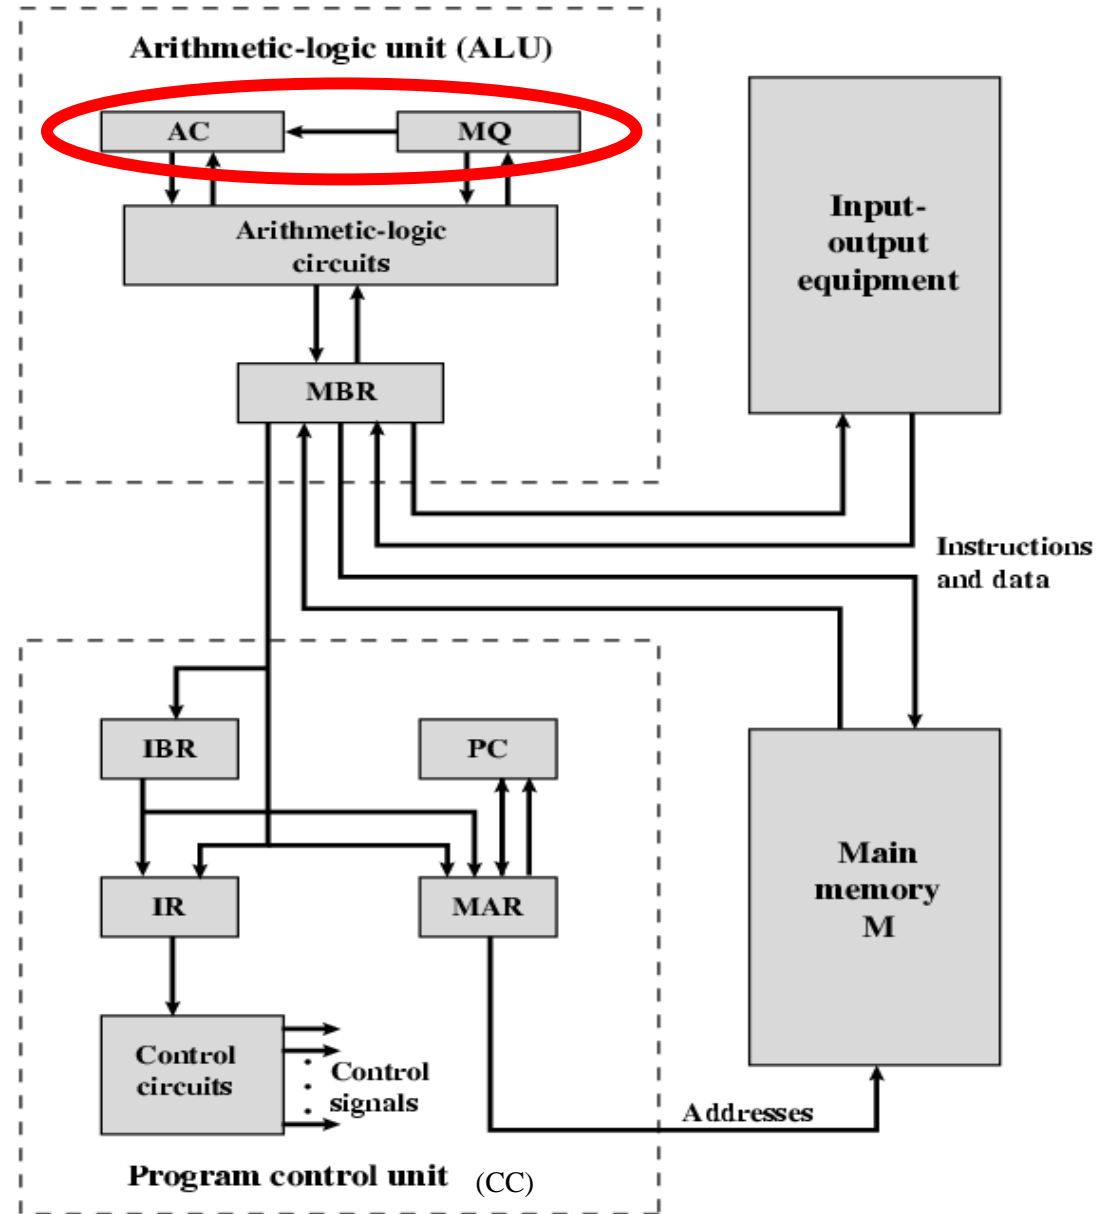 Arithmetic-logic unit (ALU)
AC
MQ
Arithmetic-logic
circuits
MBR
Input-
output
equipment
Instructions
and data
IBR
PC
IR
MAR
Main
memory
M
Control
circuits
Control
signals
Addresses
Program control unit (CC)